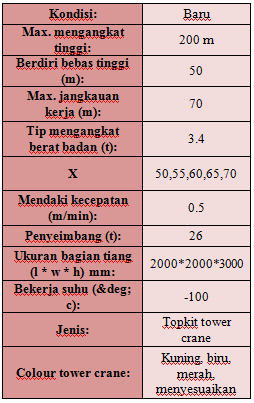 Kondisi: Baru
Max. mengangkat
tinggi: 200 m
Berdiri bebas tinggi
(m): 50
Max. jangkauan
kerja (m): 70
Tip mengangkat
berat badan (t): 3.4
X 50,55,60,65,70
Mendaki kecepatan
(m/min): 0.5
Penyeimbang (t): 26
Ukuran bagian tiang
(l * w * h) mm: 2000*2000*3000
Bekerja suhu (&deg;
c): -100
Jenis: Topkit tower
crane
Colour tower crane: Kuning, biru,
merah,
menyesuaikan